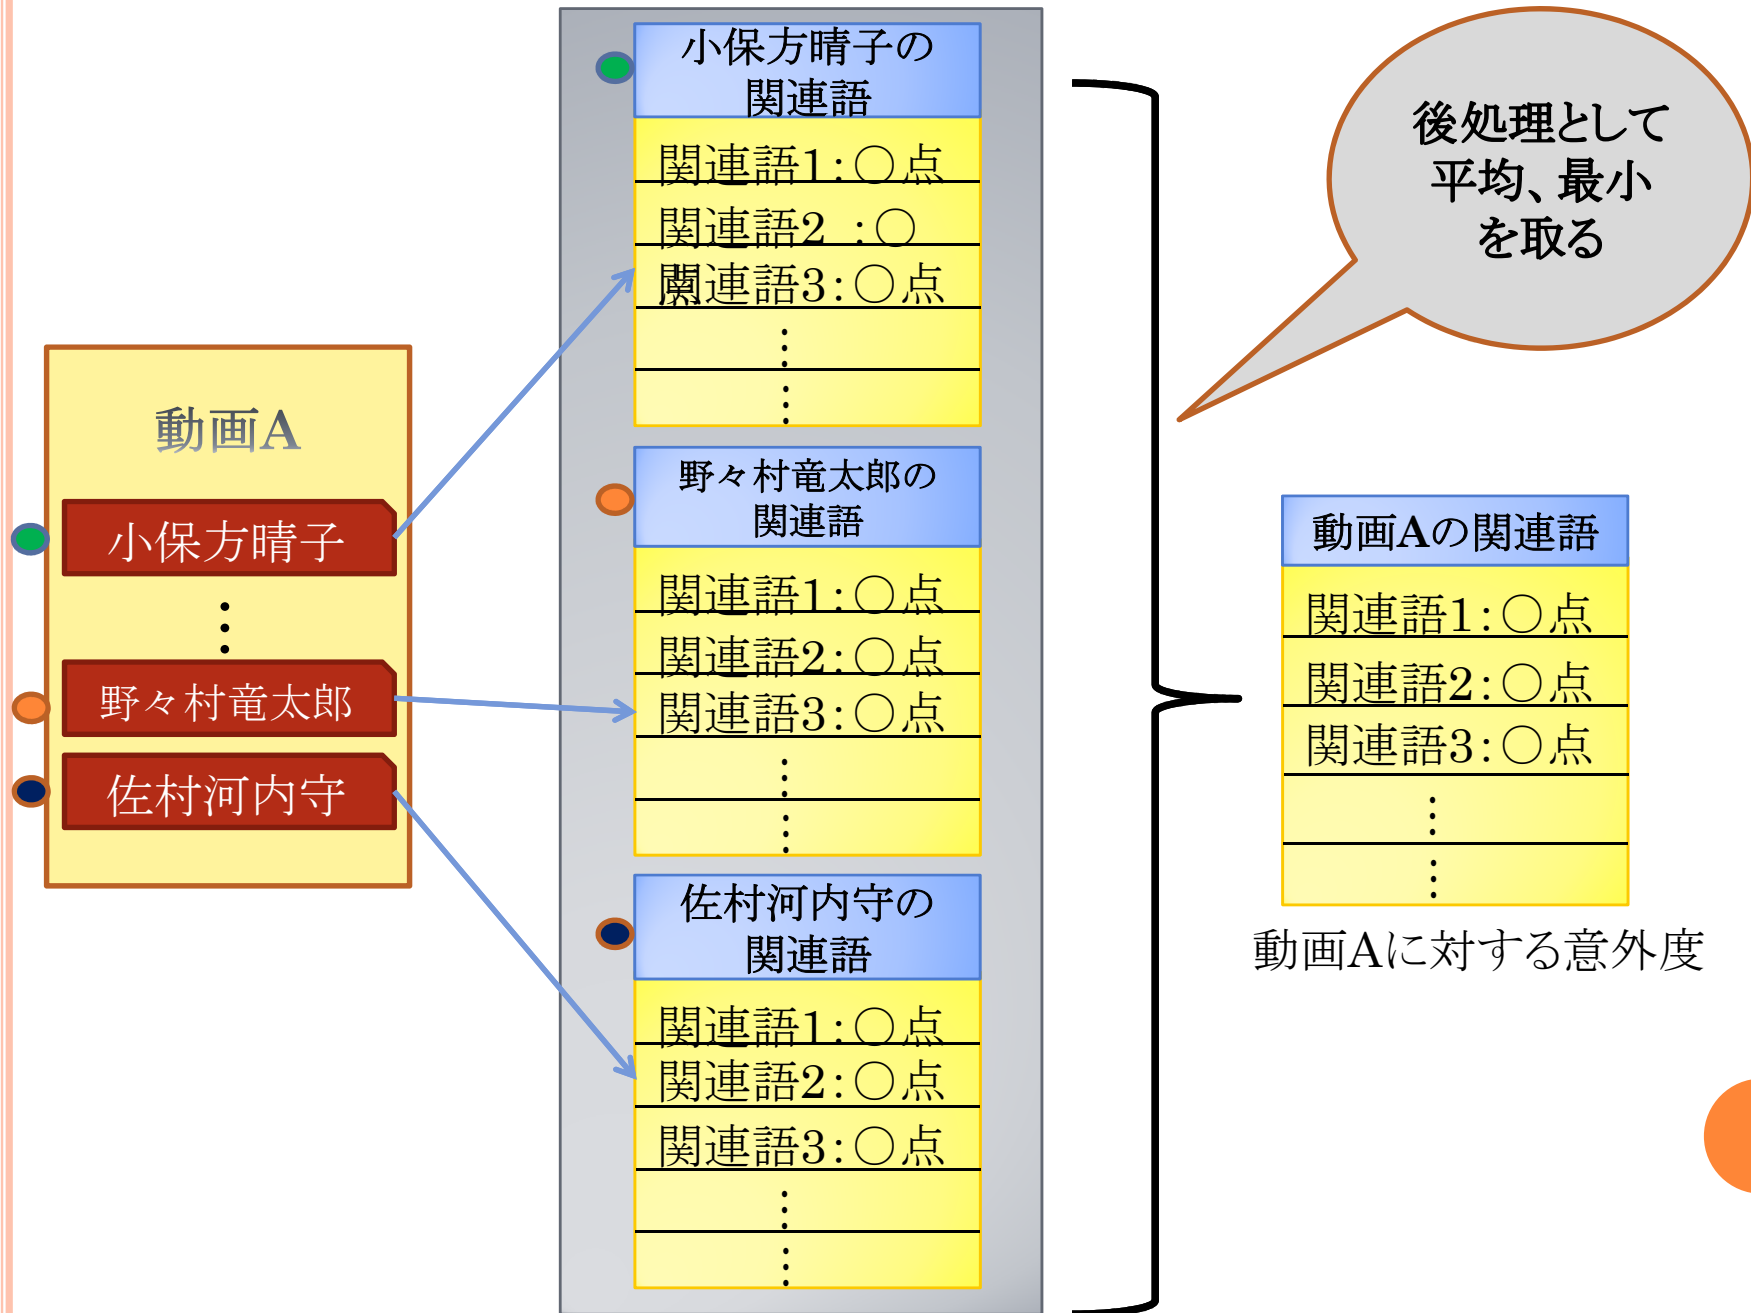 動画A
小保方晴子
野々村竜太郎
佐村河内守
小保方晴子の
関連語
関連語1:○点
関連語2 :○
点
関連語3:○点
野々村竜太郎の
関連語
関連語1:○点
関連語2:○点
関連語3:○点
佐村河内守の
関連語
関連語1:○点
関連語2:○点
関連語3:○点
後処理として
平均、最小
を取る
動画Aの関連語
関連語1:○点
関連語2:○点
関連語3:○点
動画Aに対する意外度